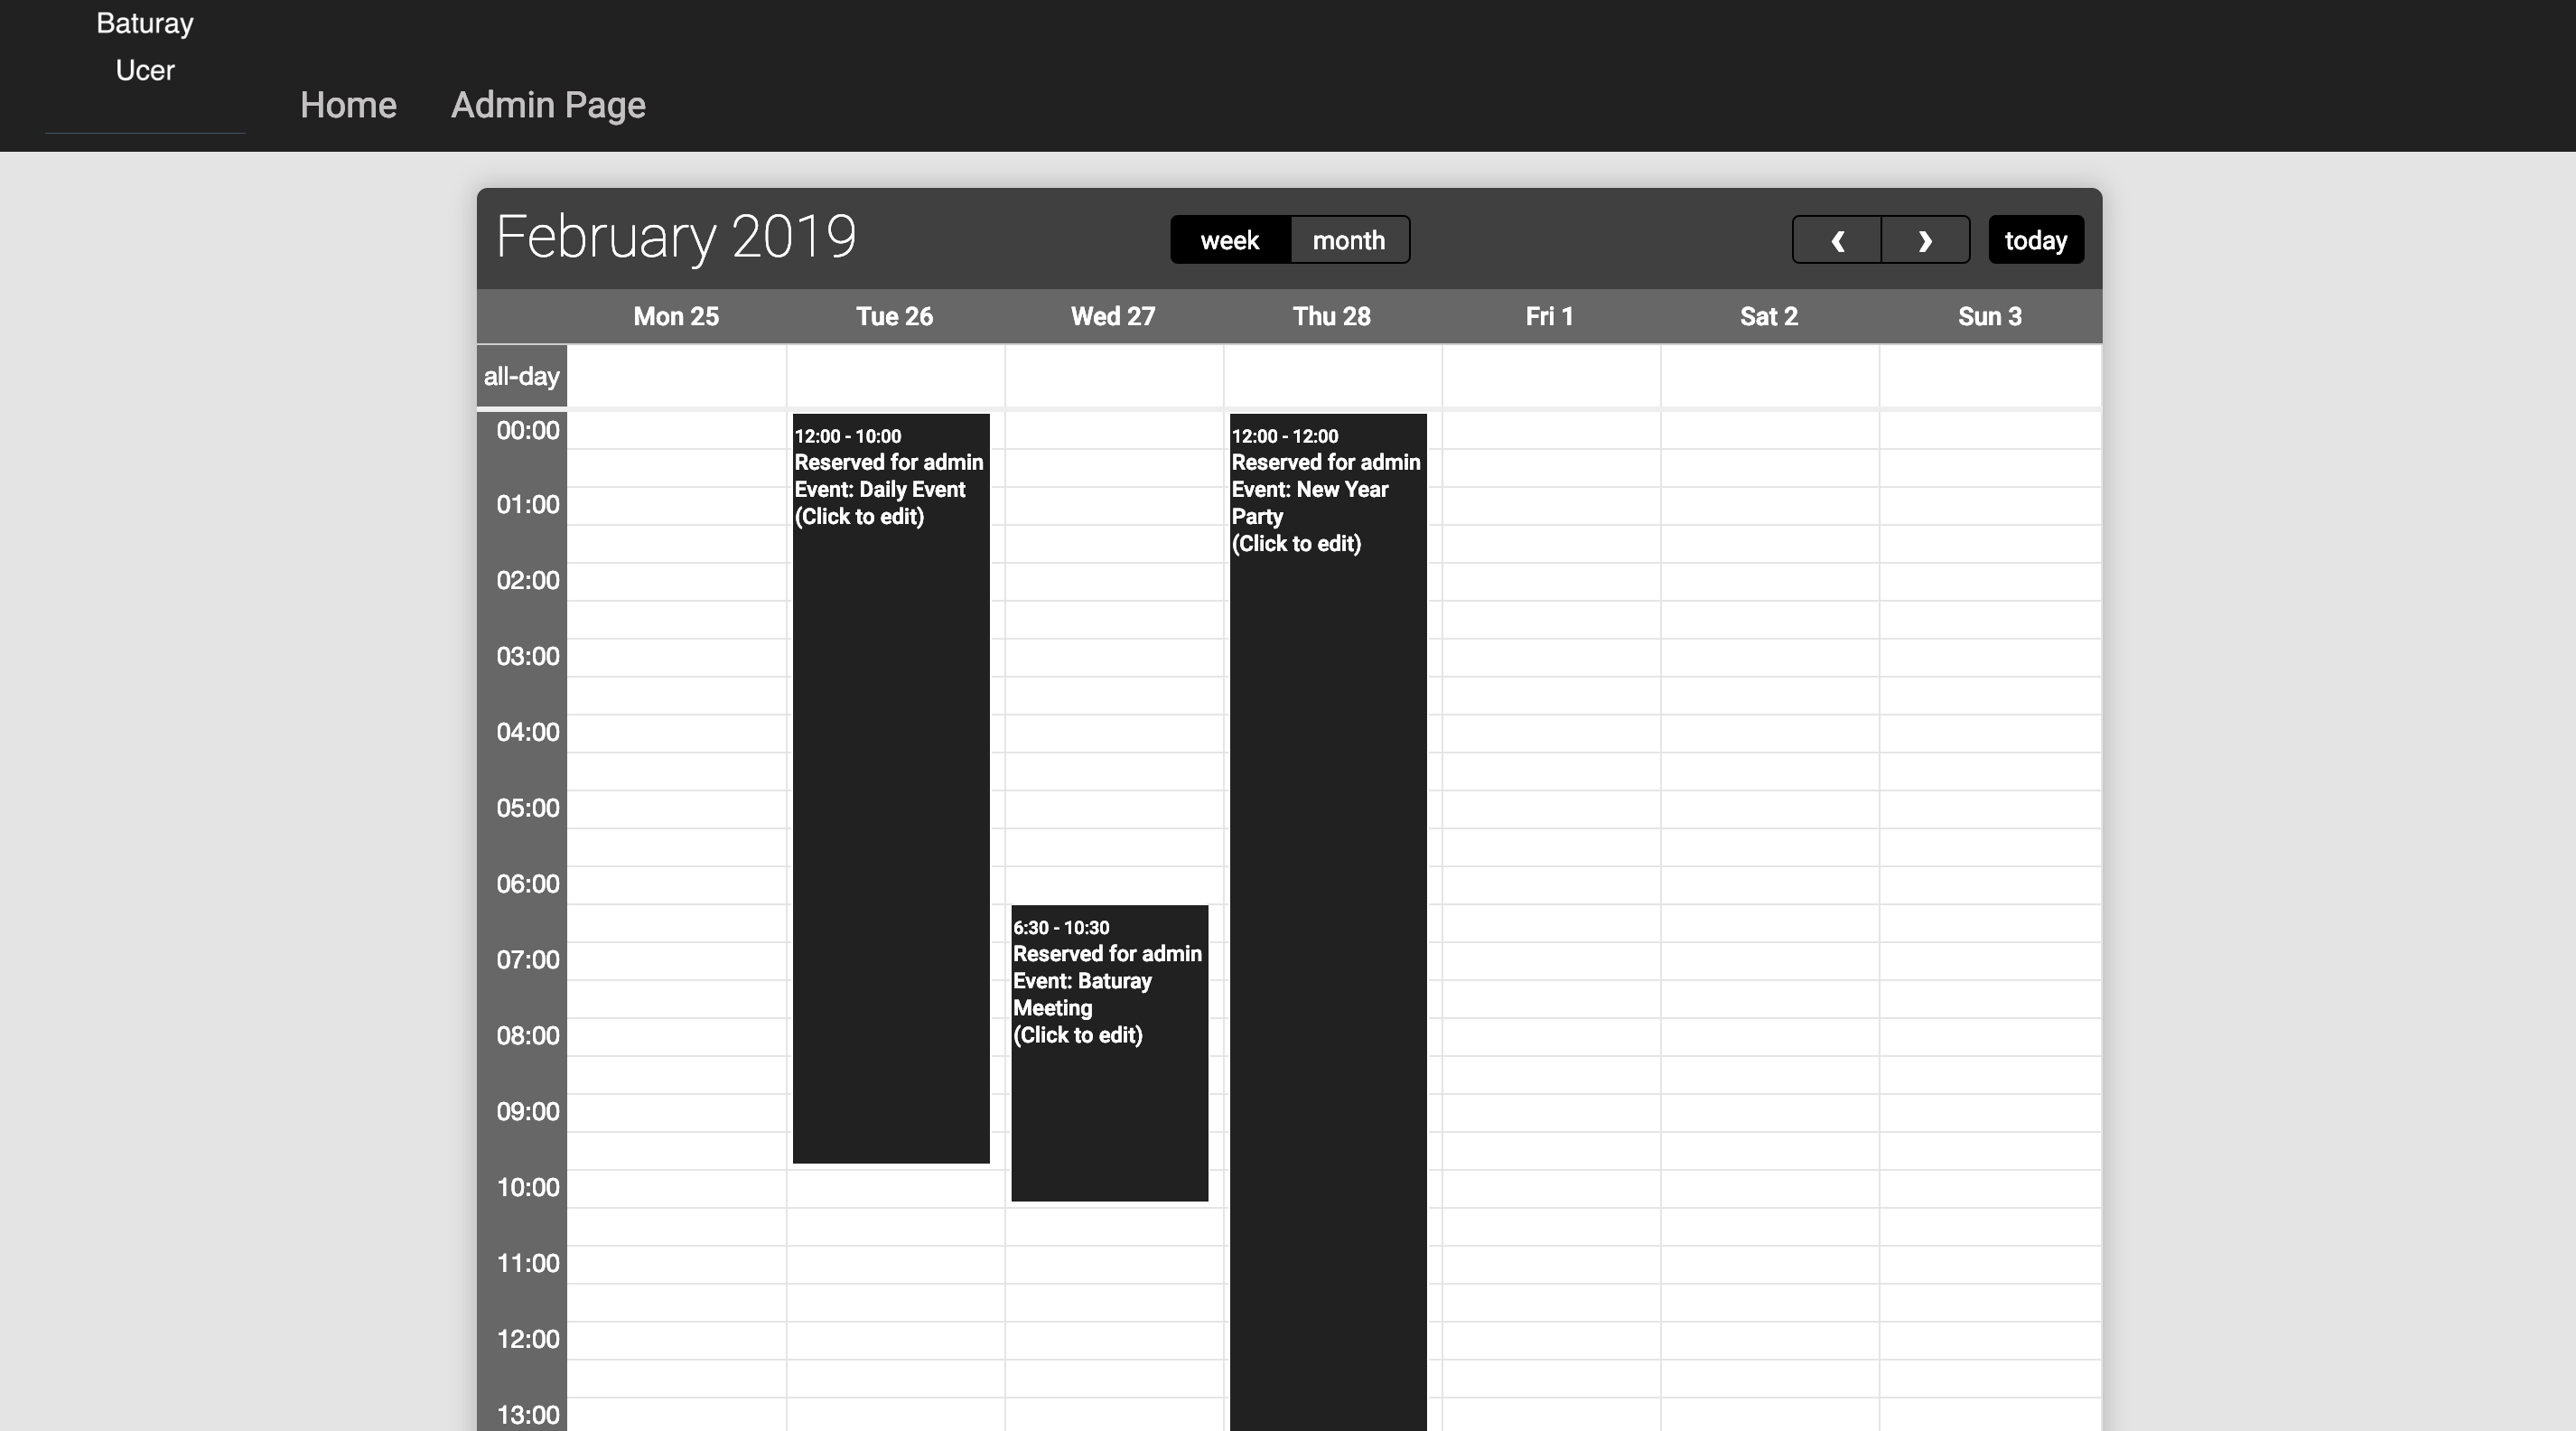 Baturay
Ucer
Home
Admin Page
February 2019
week
month
❮
❯
today
Mon 25
Tue 26
Wed 27
Thu 28
Fri 1
Sat 2
Sun 3
all-day
00:00
01:00
02:00
03:00
04:00
05:00
06:00
07:00
08:00
09:00
10:00
11:00
12:00
13:00
12:00 - 10:00
Reserved for admin
Event: Daily Event
(Click to edit)
6:30 - 10:30
Reserved for admin
Event: Baturay
Meeting
(Click to edit)
12:00 - 12:00
Reserved for admin
Event: New Year
Party
(Click to edit)